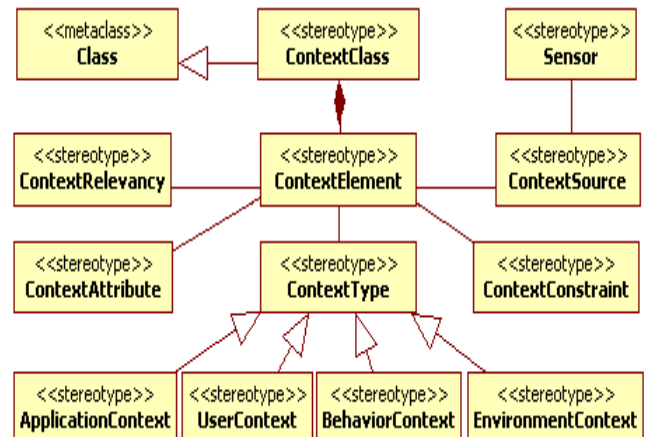 <<metaclass>>
Class
<<stereotype>>
ContextClass
<<stereotype>>
Sensor
<<stereotype>>
ContextRelevancy
<<stereotype>>
ContextElement
<<stereotype>>
ContextSource
<<stereotype>>
ContextAttribute
<<stereotype>>
ContextType
<<stereotype>>
ContextConstraint
<<stereotype>>
ApplicationContext
<<stereotype>>
UserContext
<<stereotype>>
BehaviorContext
<<stereotype>>
EnvironmentContext